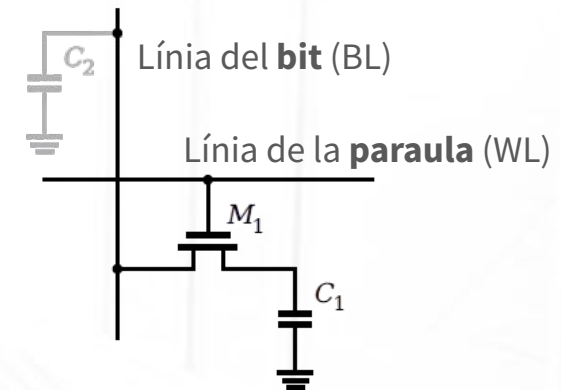 C₂ Línia del bit (BL)
Línia de la paraula (WL)
M₁
C₁